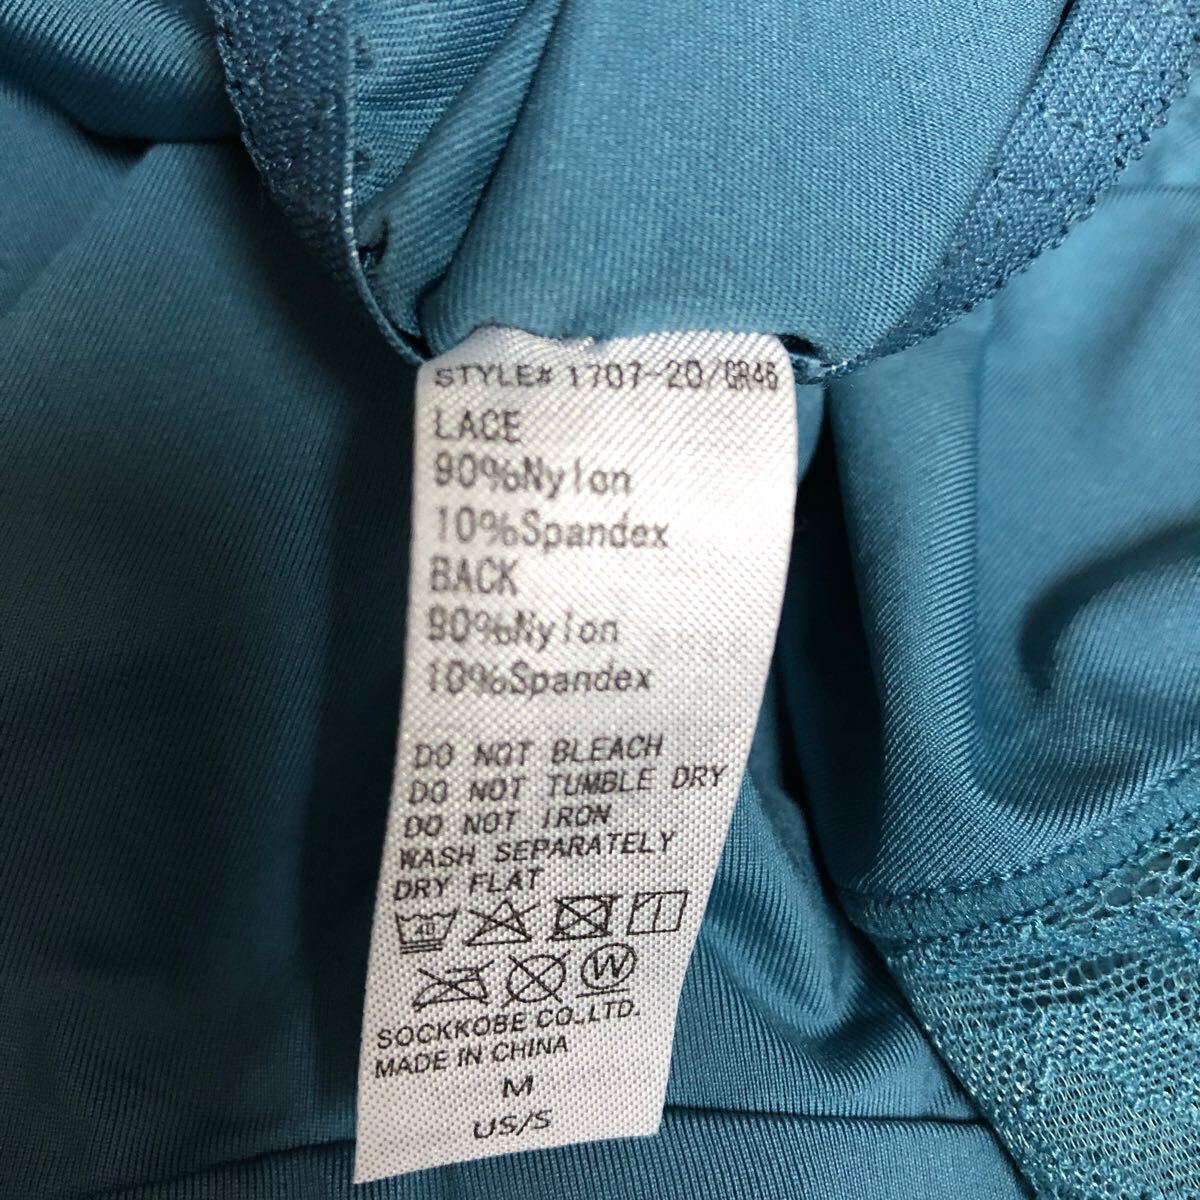 STYLE# 1707-20/GR46
LACE
90%Nylon
10%Spandex
BACK
90%Nylon
10%Spandex
DO NOT BLEACH
DO NOT TUMBLE DRY
DO NOT IRON
WASH SEPARATELY
DRY FLAT
40
W
SOCKKOBE CO.,LTD.
MADE IN CHINA
M
US/S